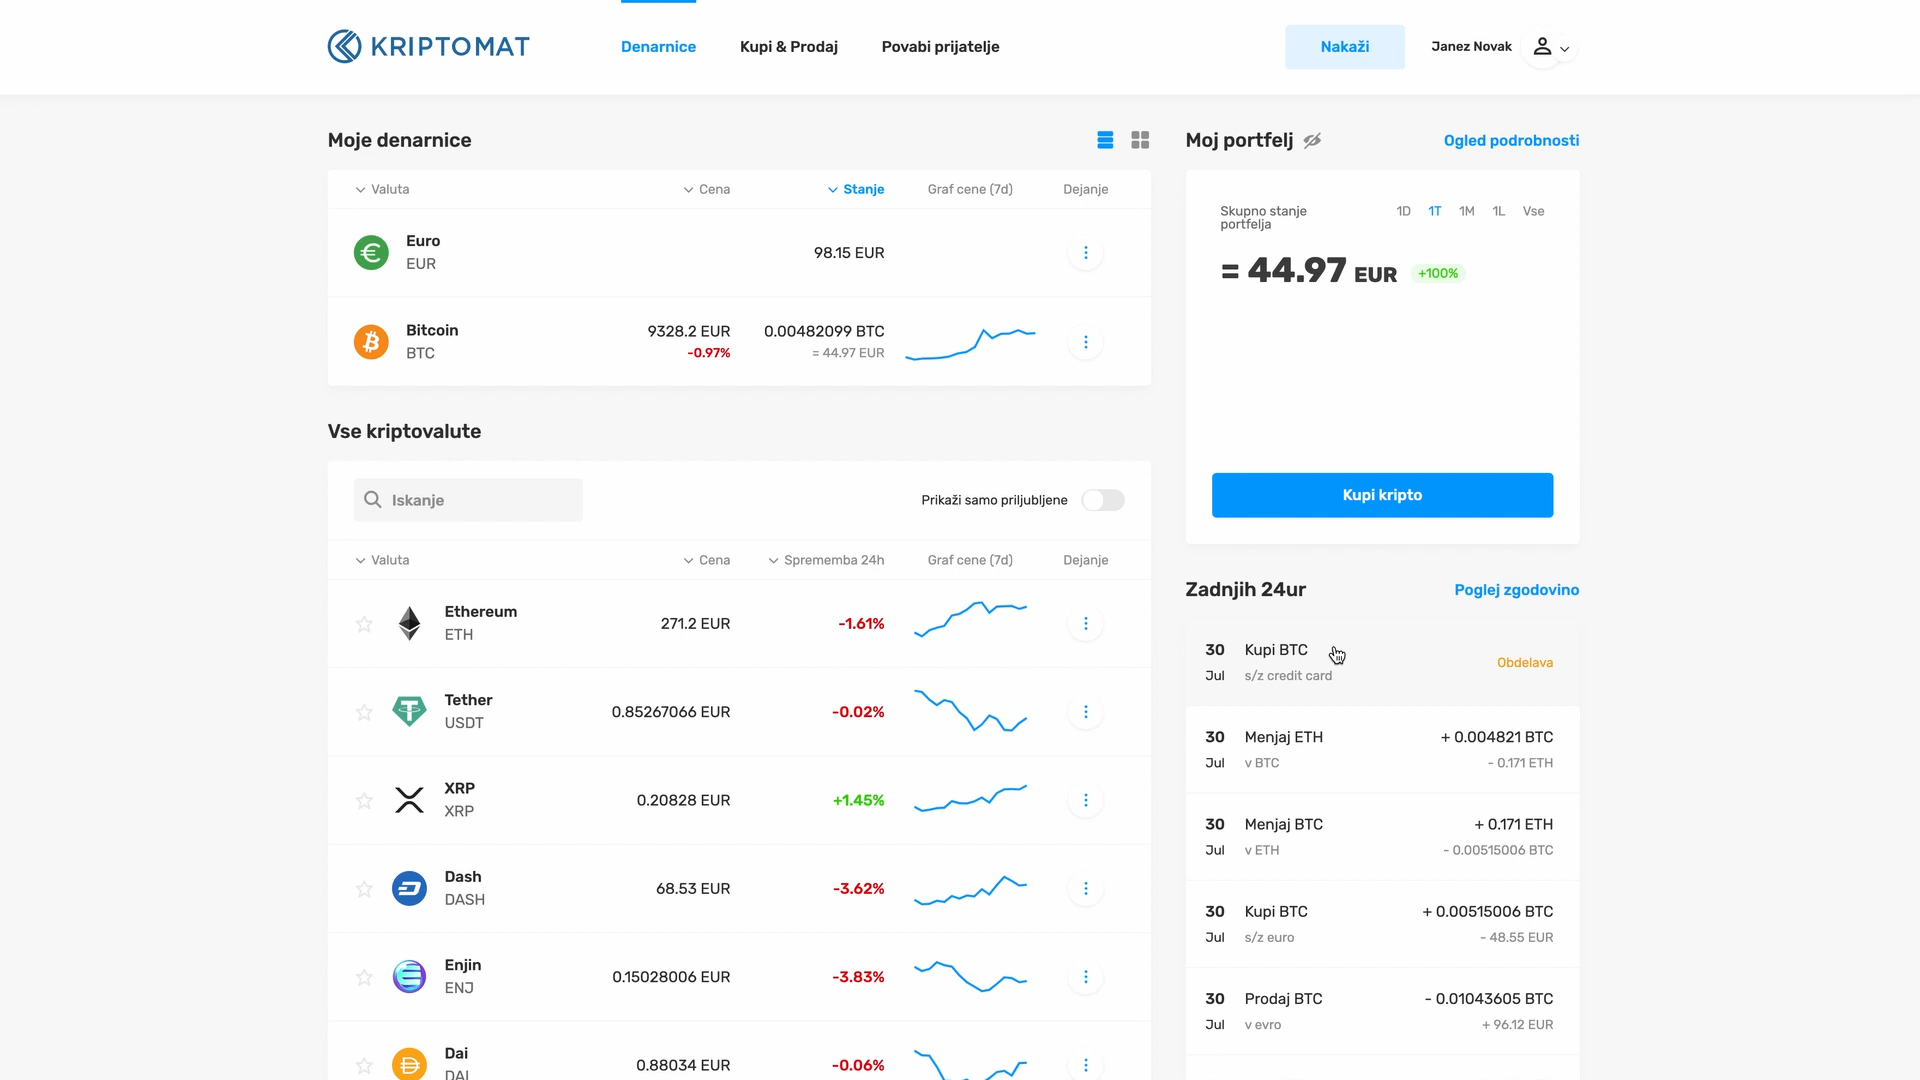 KRIPTOMAT
Denarnice
Kupi & Prodaj
Povabi prijatelje
Nakaži
Janez Novak
Moje denarnice
Valuta
Cena
Stanje
Graf cene (7d)
Dejanje
Euro
EUR
98.15 EUR
Bitcoin
BTC
9328.2 EUR
-0.97%
0.00482099 BTC
= 44.97 EUR
Vse kriptovalute
Iskanje
Prikaži samo priljubljene
Valuta
Cena
Sprememba 24h
Graf cene (7d)
Dejanje
Ethereum
ETH
271.2 EUR
-1.61%
Tether
USDT
0.85267066 EUR
-0.02%
XRP
XRP
0.20828 EUR
+1.45%
Dash
DASH
68.53 EUR
-3.62%
Enjin
ENJ
0.15028006 EUR
-3.83%
Dai
DAI
0.88034 EUR
-0.06%
Moj portfelj
Ogled podrobnosti
Skupno stanje
portfelja
1D
1T
1M
1L
Vse
= 44.97 EUR
+100%
Kupi kripto
Zadnjih 24ur
Poglej zgodovino
30 Kupi BTC
Jul s/z credit card
Obdelava
30 Menjaj ETH + 0.004821 BTC
Jul v BTC - 0.171 ETH
30 Menjaj BTC + 0.171 ETH
Jul v ETH - 0.00515006 BTC
30 Kupi BTC + 0.00515006 BTC
Jul s/z euro - 48.55 EUR
30 Prodaj BTC - 0.01043605 BTC
Jul v evro + 96.12 EUR